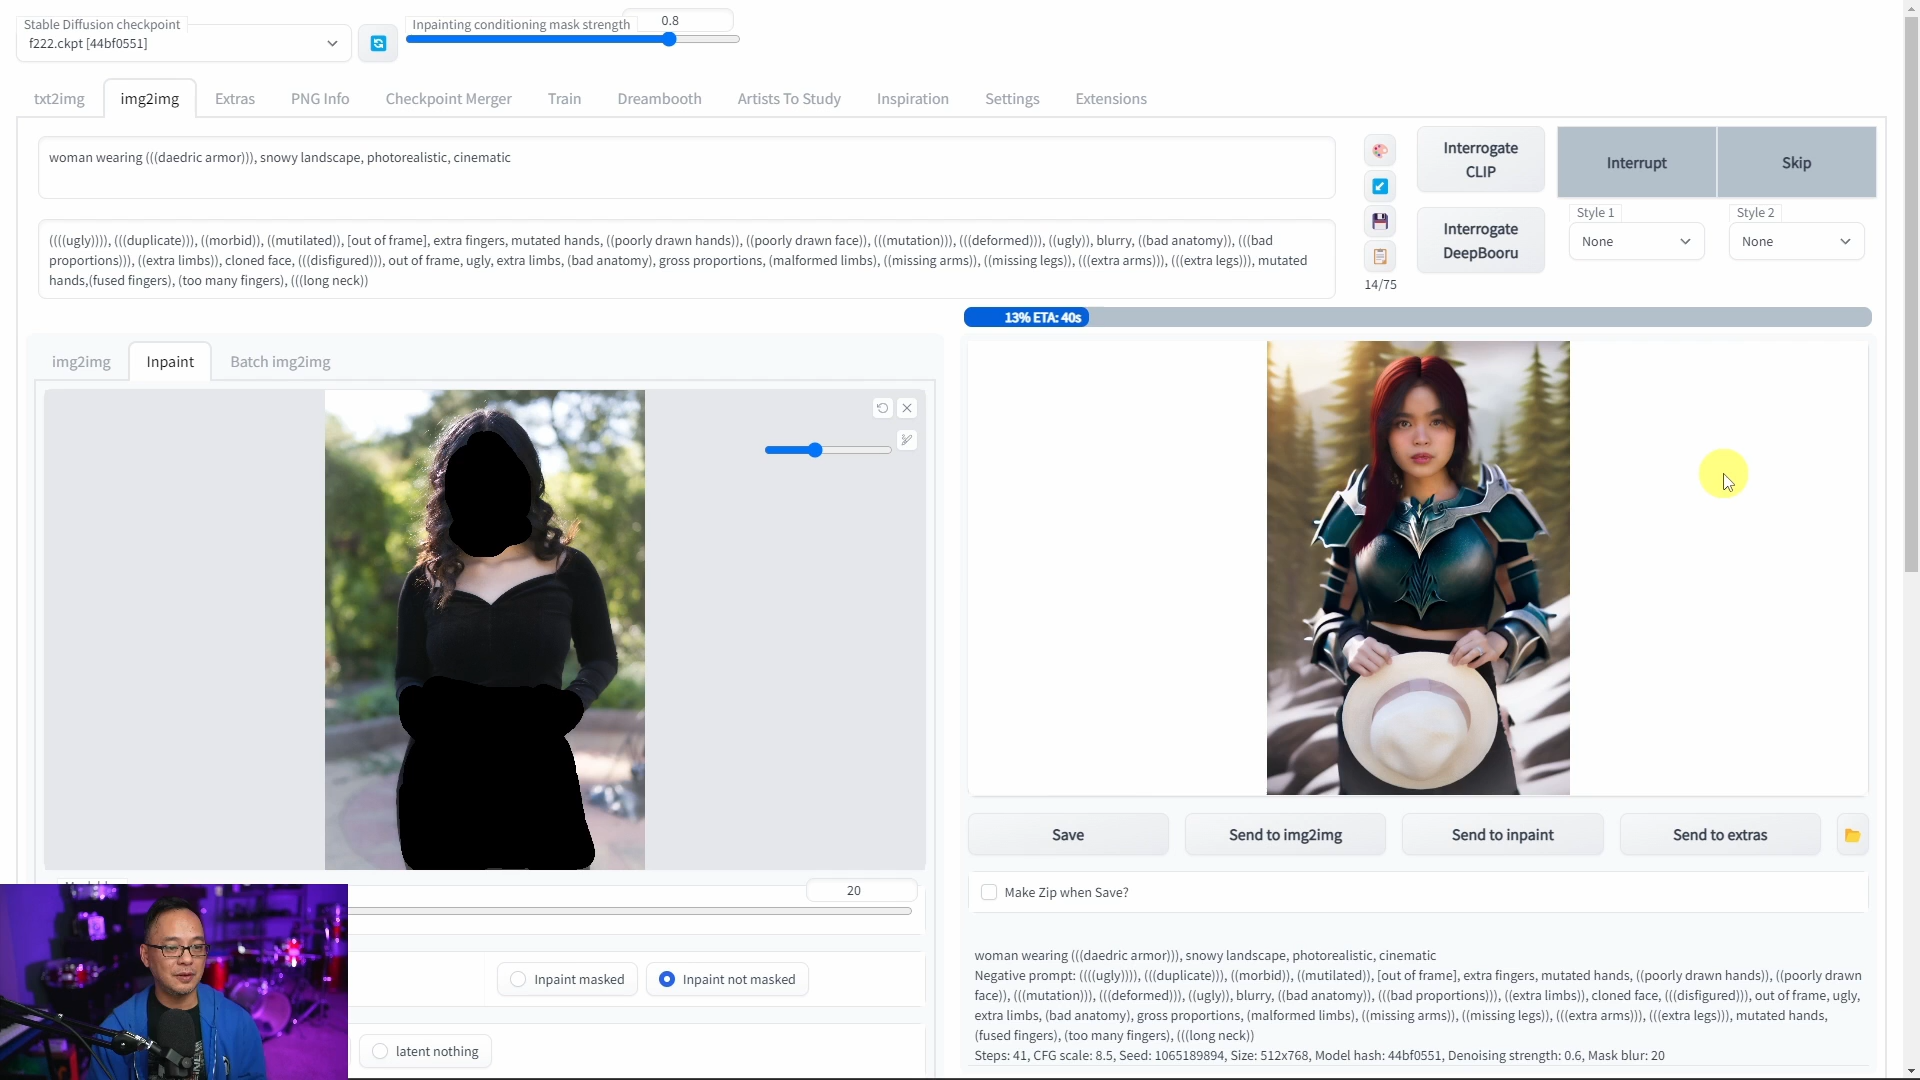 Stable Diffusion checkpoint
f222.ckpt [44bf0551]
Inpainting conditioning mask strength
0.8
txt2img
img2img
Extras
PNG Info
Checkpoint Merger
Train
Dreambooth
Artists To Study
Inspiration
Settings
Extensions
woman wearing (((daedric armor))), snowy landscape, photorealistic, cinematic
((((ugly)))), (((duplicate))), ((morbid)), ((mutilated)), [out of frame], extra fingers, mutated hands, ((poorly drawn hands)), ((poorly drawn face)), (((mutation))), (((deformed))), ((ugly)), blurry, ((bad anatomy)), (((bad
proportions))), ((extra limbs)), cloned face, (((disfigured))), out of frame, ugly, extra limbs, (bad anatomy), gross proportions, (malformed limbs), ((missing arms)), ((missing legs)), (((extra arms))), (((extra legs))), mutated
hands,(fused fingers), (too many fingers), (((long neck))
14/75
Interrogate
CLIP
Interrogate
DeepBooru
Interrupt
Skip
Style 1
None
Style 2
None
13% ETA: 40s
img2img
Inpaint
Batch img2img
20
Inpaint masked
Inpaint not masked
latent nothing
Save
Send to img2img
Send to inpaint
Send to extras
Make Zip when Save?
woman wearing (((daedric armor))), snowy landscape, photorealistic, cinematic
Negative prompt: ((((ugly)))), (((duplicate))), ((morbid)), ((mutilated)), [out of frame], extra fingers, mutated hands, ((poorly drawn hands)), ((poorly drawn
face)), (((mutation))), (((deformed))), ((ugly)), blurry, ((bad anatomy)), (((bad proportions))), ((extra limbs)), cloned face, (((disfigured))), out of frame, ugly,
extra limbs, (bad anatomy), gross proportions, (malformed limbs), ((missing arms)), ((missing legs)), (((extra arms))), (((extra legs))), mutated hands,
(fused fingers), (too many fingers), (((long neck))
Steps: 41, CFG scale: 8.5, Seed: 1065189894, Size: 512x768, Model hash: 44bf0551, Denoising strength: 0.6, Mask blur: 20